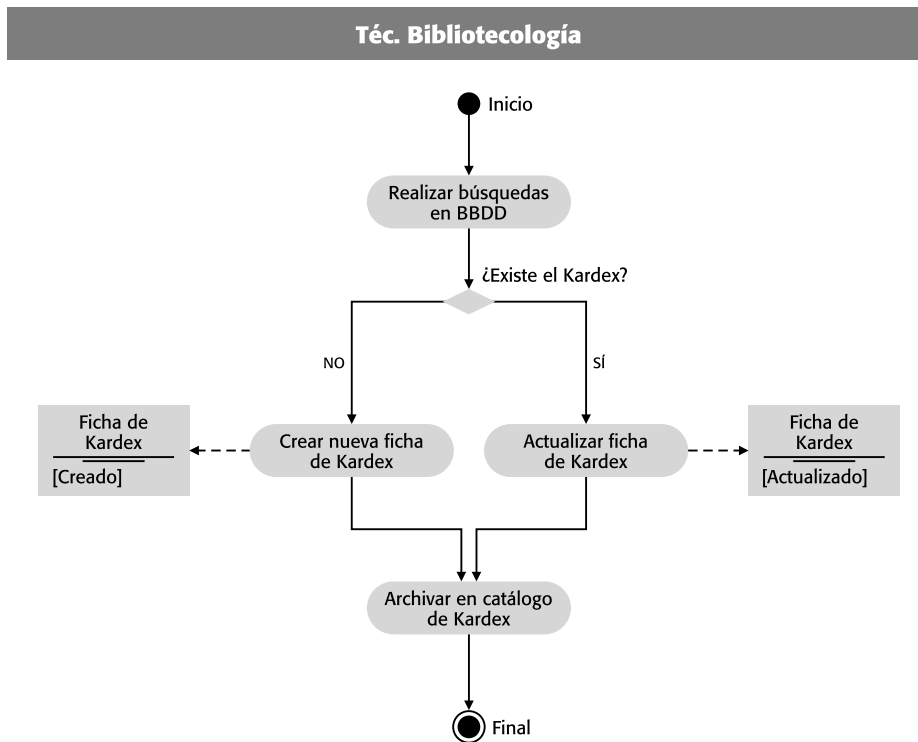 Téc. Bibliotecología
Inicio
Realizar búsquedas
en BBDD
¿Existe el Kardex?
NO
SÍ
Ficha de
Kardex
[Creado]
Crear nueva ficha
de Kardex
Actualizar ficha
de Kardex
Ficha de
Kardex
[Actualizado]
Archivar en catálogo
de Kardex
Final